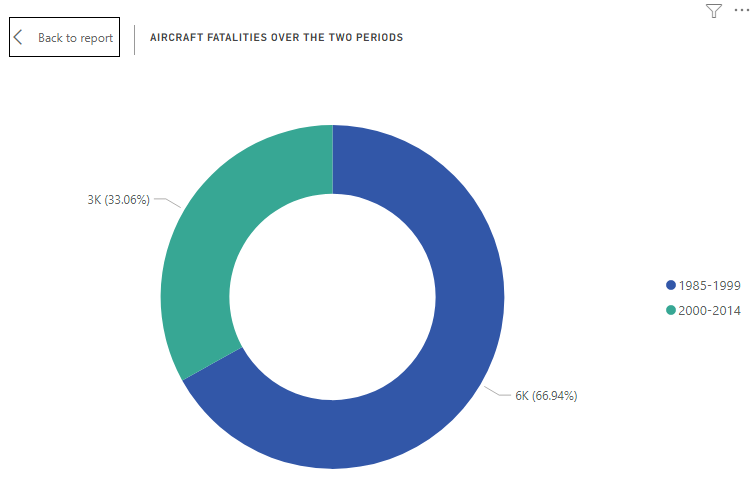 Back to report
AIRCRAFT FATALITIES OVER THE TWO PERIODS
3K (33.06%)
1985-1999
2000-2014
6K (66.94%)